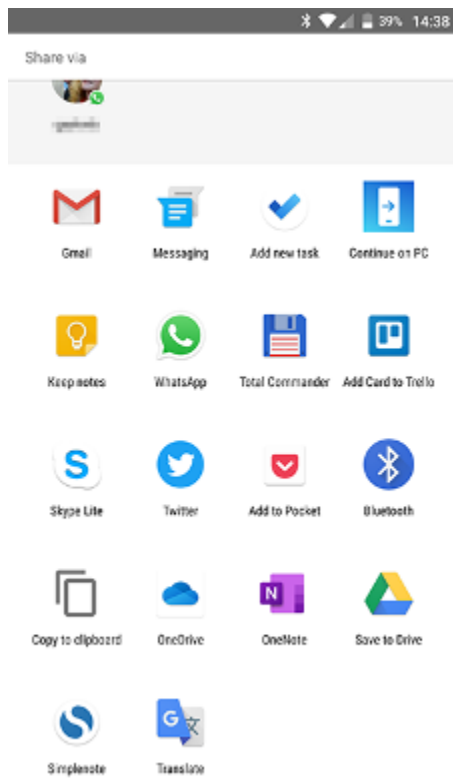 39% 14:38
Share via
Gmail Messaging Add new task Continue on PC
Keep notes WhatsApp Total Commander Add Card to Trello
S
Skype Lite Twitter Add to Pocket Bluetooth
N
Copy to clipboard OneDrive OneNote Save to Drive
G 文
Simplenote Translate